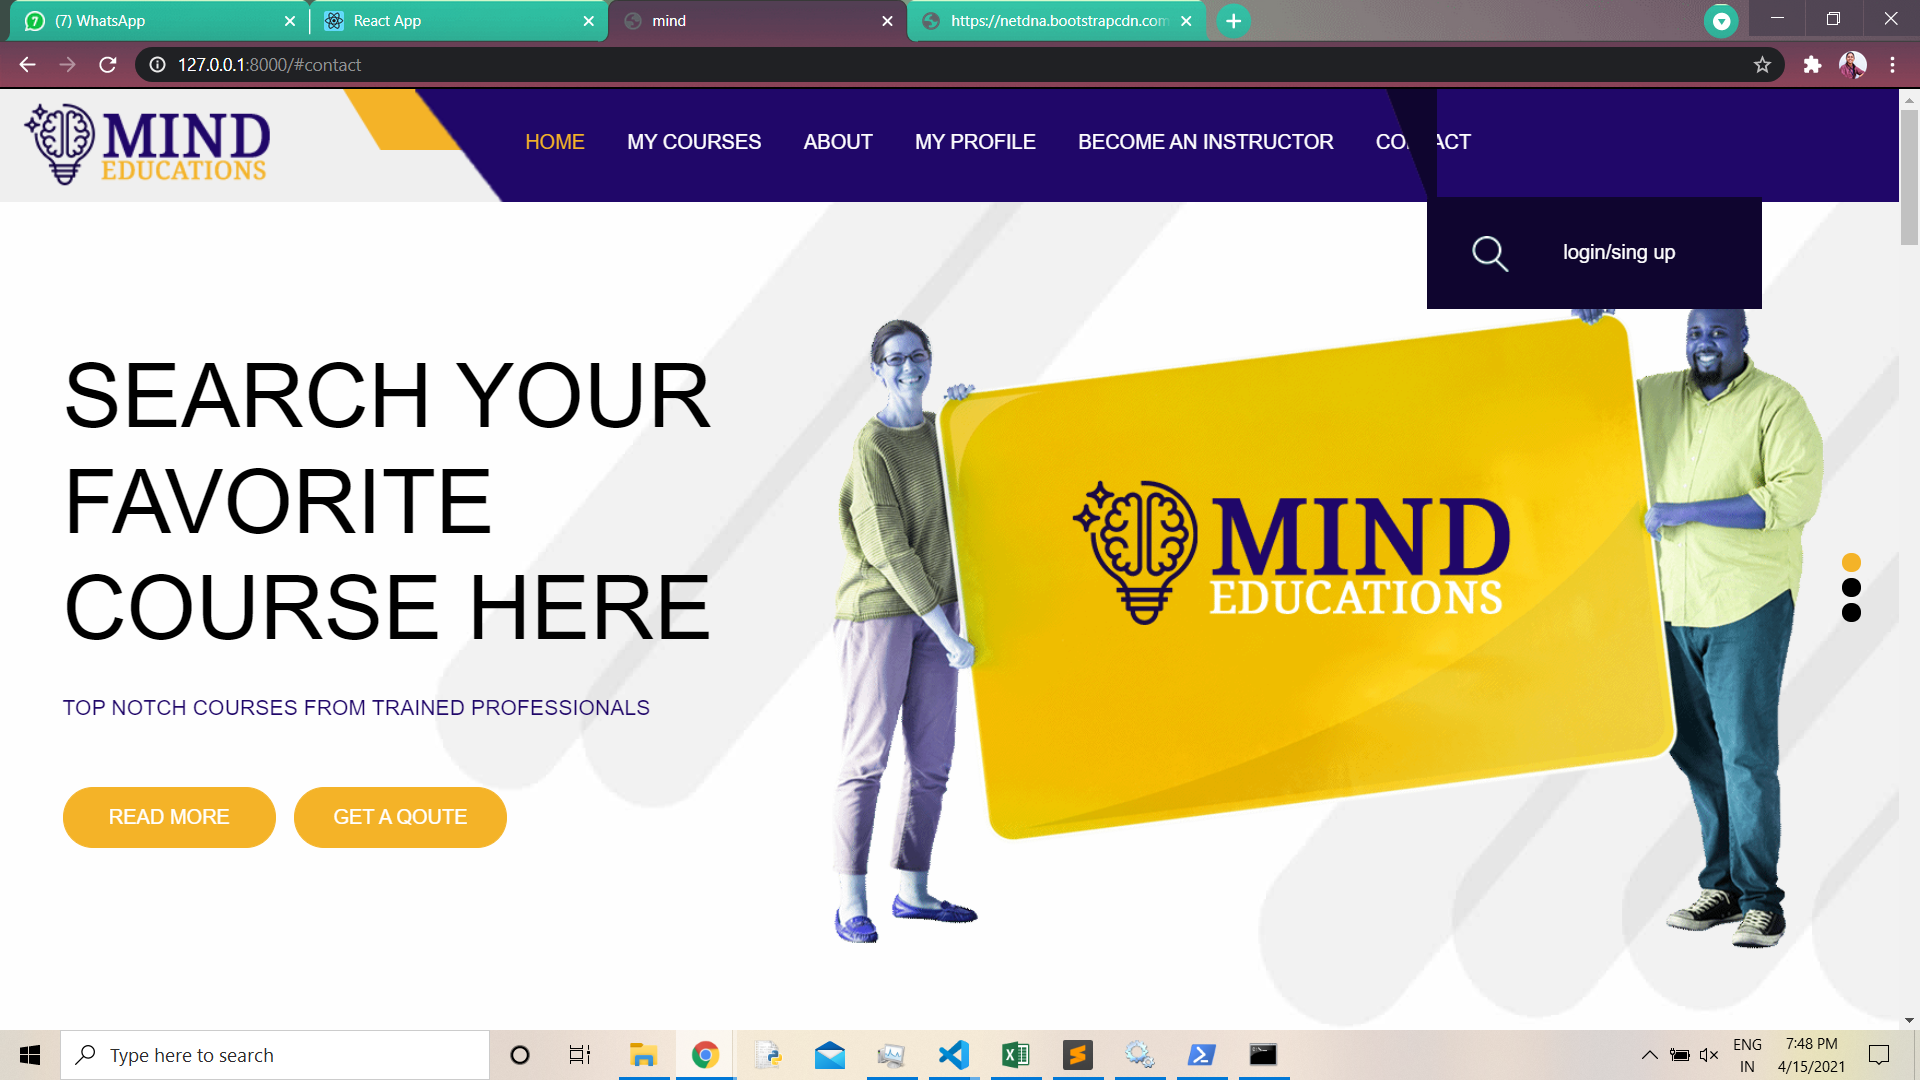 (7) WhatsApp
React App
mind
https://netdna.bootstrapcdn.com
127.0.0.1:8000/#contact
MIND
EDUCATIONS
HOME
MY COURSES
ABOUT
MY PROFILE
BECOME AN INSTRUCTOR
login/sing up
SEARCH YOUR
FAVORITE
COURSE HERE
TOP NOTCH COURSES FROM TRAINED PROFESSIONALS
READ MORE
GET A QOUTE
MIND
EDUCATIONS
Type here to search
ENG
IN
7:48 PM
4/15/2021